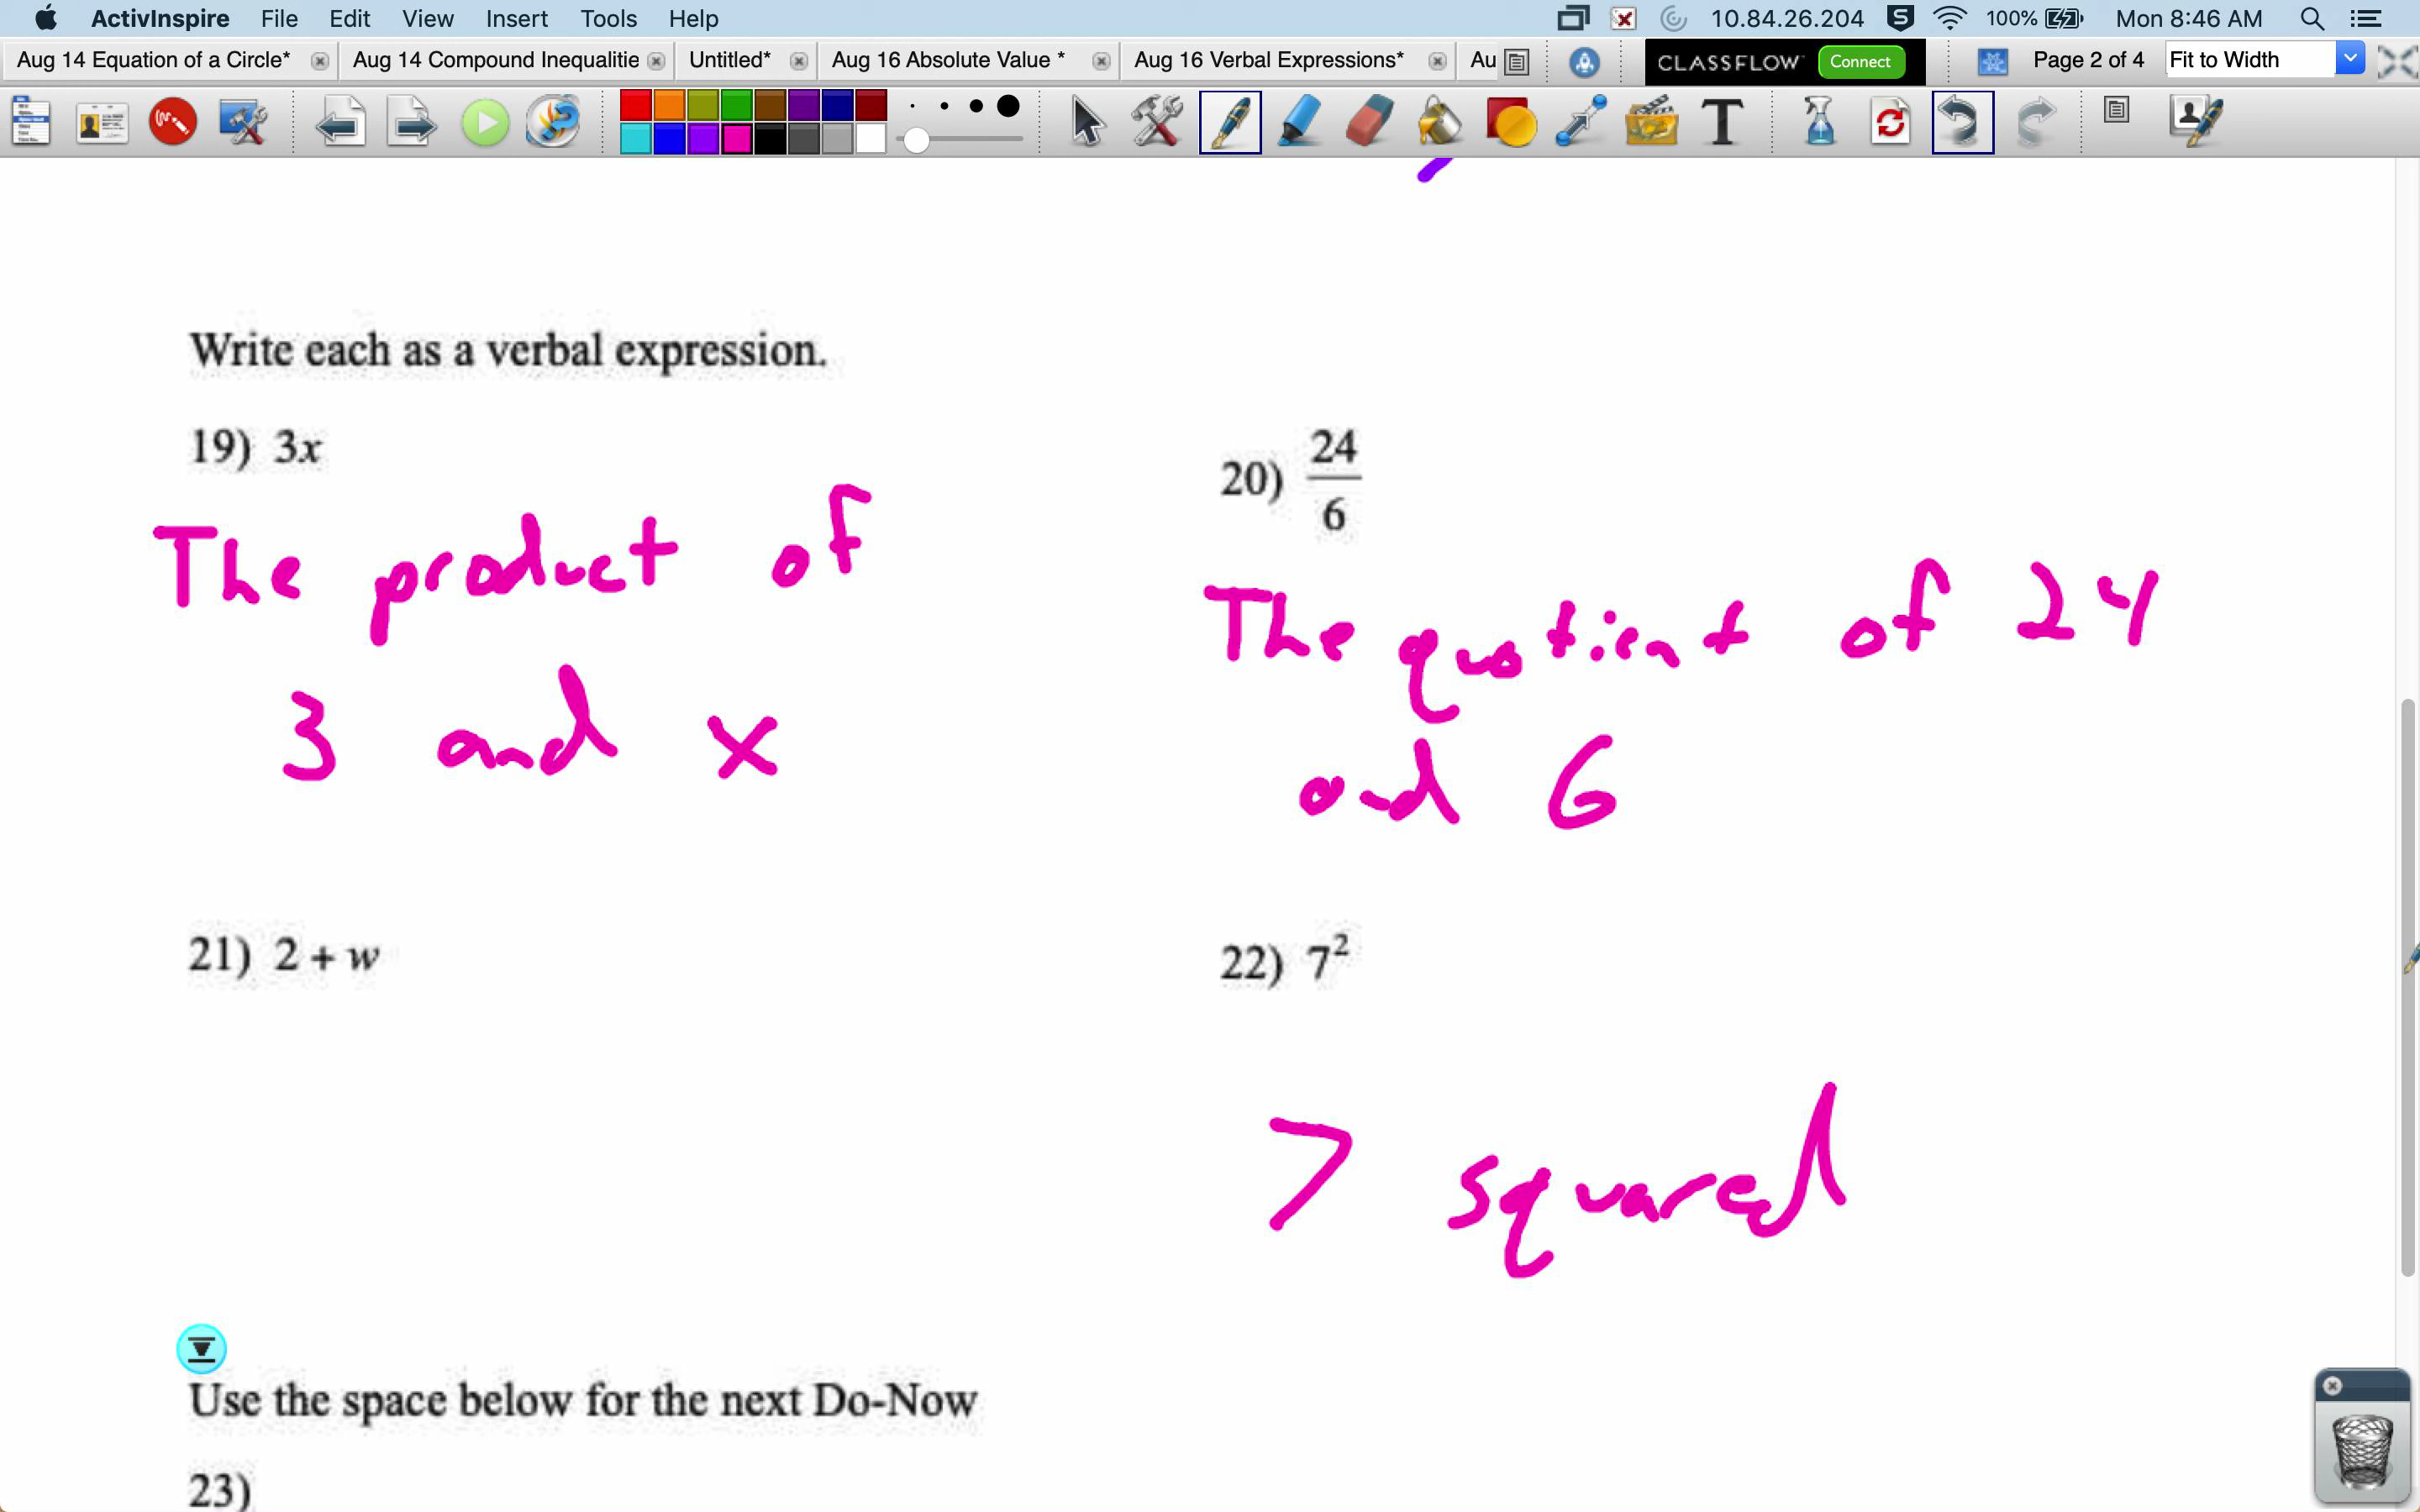 ActivInspire File Edit View Insert Tools Help 10.84.26.204 100% Mon 8:46 AM
Aug 14 Equation of a Circle* Aug 14 Compound Inequalitie Untitled* Aug 16 Absolute Value * Aug 16 Verbal Expressions* Au CLASSFLOW Connect Page 2 of 4 Fit to Width
T
Write each as a verbal expression.
19) 3x
20) 24/6
The product of
3 and x
The quotient of 24
and 6
21) 2 + w
22) 7²
7 squared
Use the space below for the next Do-Now
23)